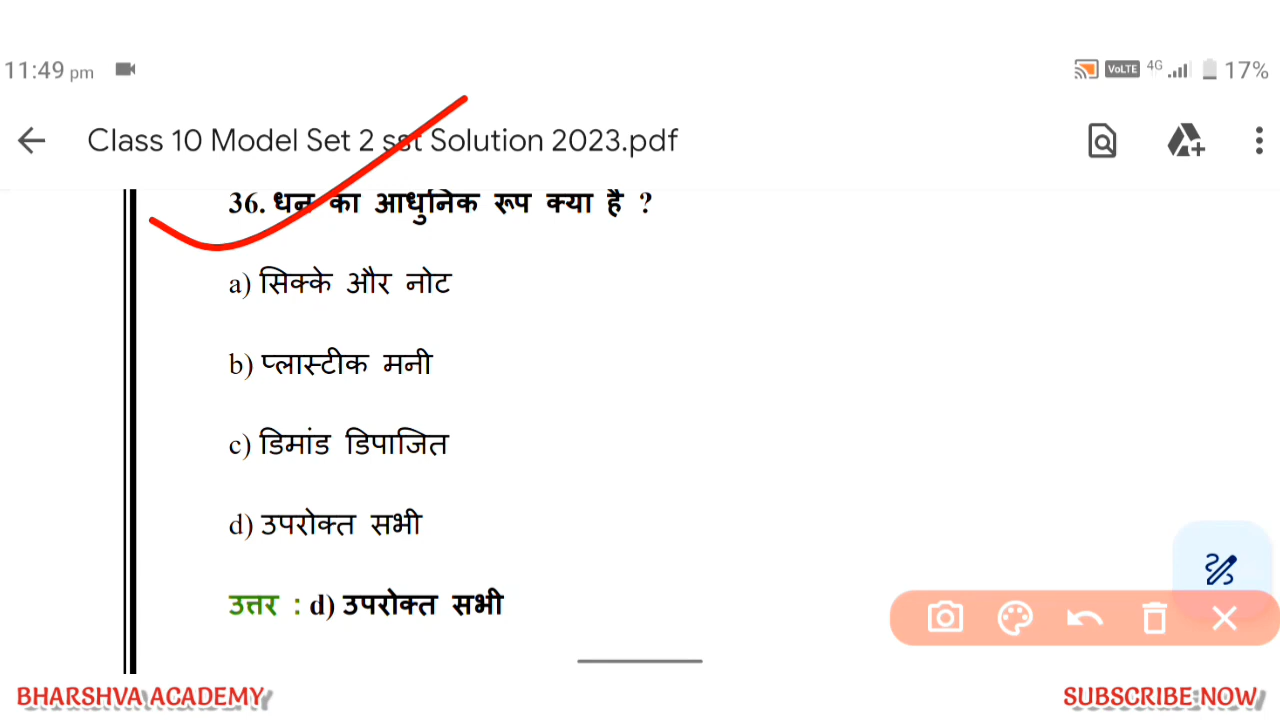 11:49 pm
VoLTE 4G 17%
Class 10 Model Set 2 sst Solution 2023.pdf
36. धन का आधुनिक रूप क्या है ?
a) सिक्के और नोट
b) प्लास्टीक मनी
c) डिमांड डिपाजित
d) उपरोक्त सभी
उत्तर : d) उपरोक्त सभी
BHARSHVA ACADEMY
SUBSCRIBE NOW